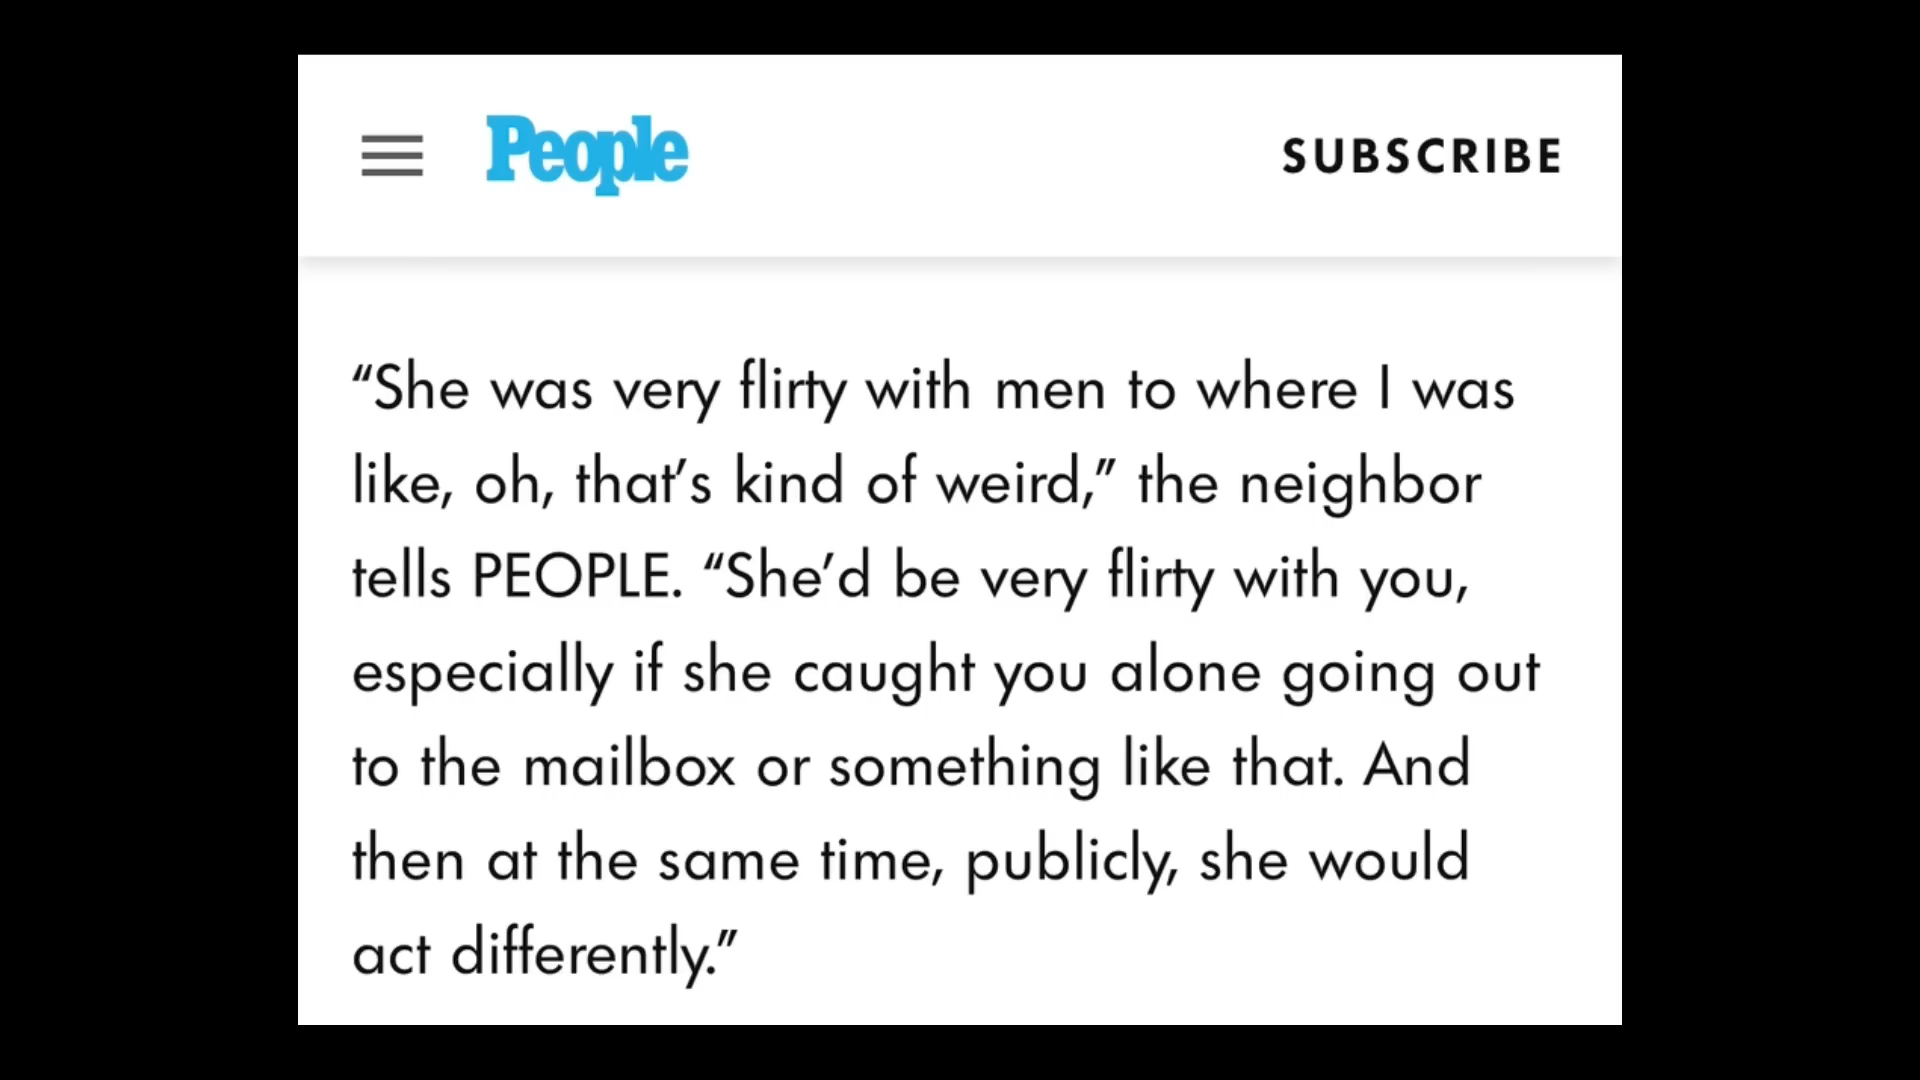 People
SUBSCRIBE
“She was very flirty with men to where I was
like, oh, that’s kind of weird,” the neighbor
tells PEOPLE. “She’d be very flirty with you,
especially if she caught you alone going out
to the mailbox or something like that. And
then at the same time, publicly, she would
act differently.”